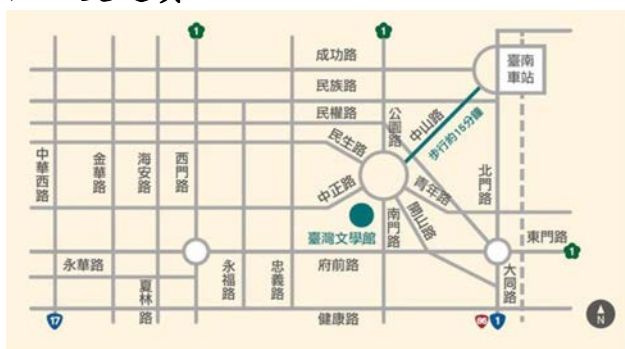 1
1
成功路
臺南
車站
民族路
民權路
公園路
中山路
步行約15分鐘
民生路
中華西路
金華路
海安路
西門路
北門路
青年路
中正路
開山路
南門路
臺灣文學館
東門路
1
永華路
永福路
忠義路
府前路
大同路
夏林路
健康路
17
86
1
N